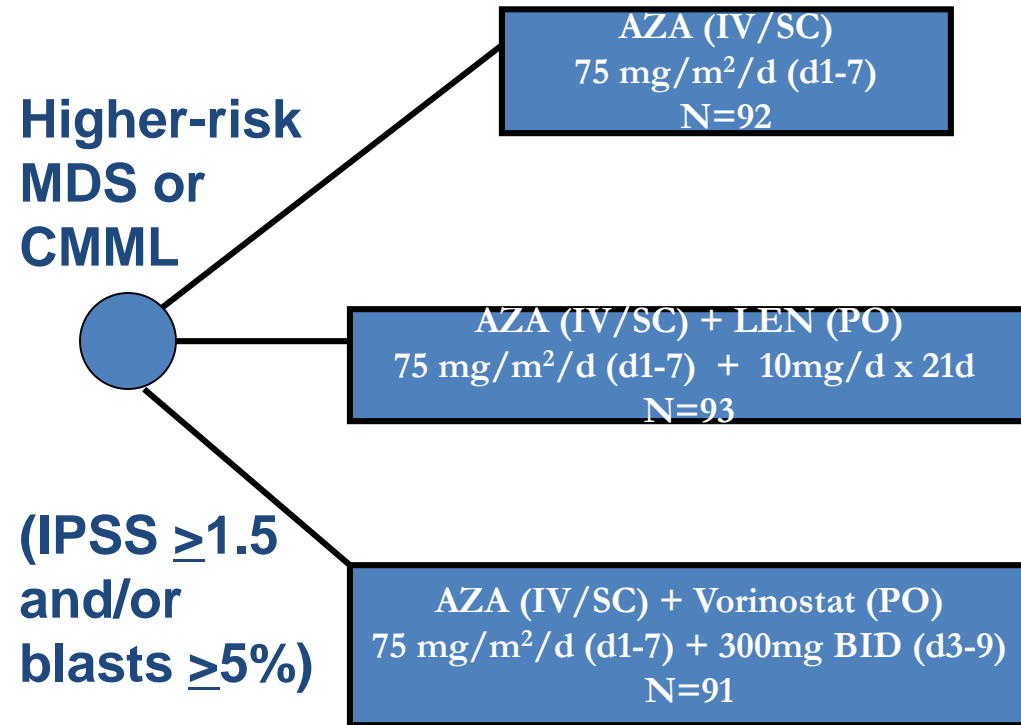 Higher-risk
MDS or
CMML
(IPSS ≥1.5
and/or
blasts ≥5%)
AZA (IV/SC)
75 mg/m²/d (d1-7)
N=92
AZA (IV/SC) + LEN (PO)
75 mg/m²/d (d1-7) + 10mg/d x 21d
N=93
AZA (IV/SC) + Vorinostat (PO)
75 mg/m²/d (d1-7) + 300mg BID (d3-9)
N=91